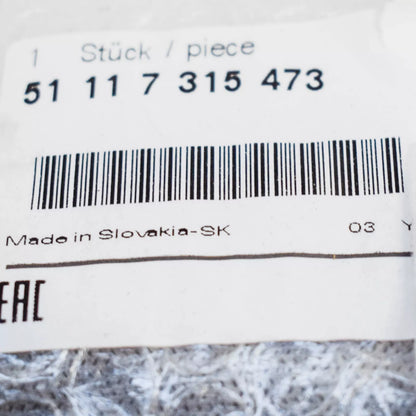 1 Stück / piece
51 11 7 315 473
Made in Slovakia-SK 03 Y
EAC